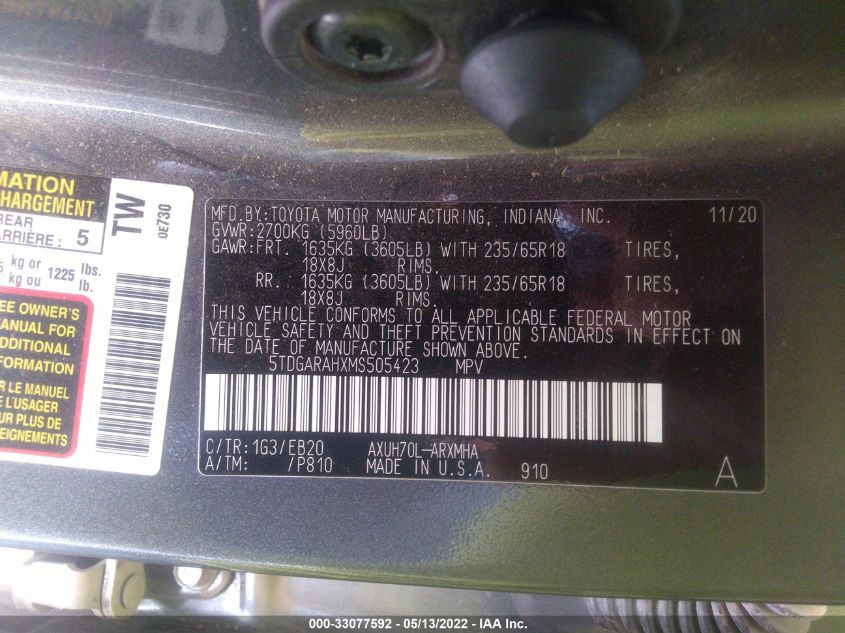 MATION
CHARGEMENT
REAR
ARRIÈRE: 5
kg or 1225 lbs.
kg ou lb.
TW
0E730
EE OWNER'S
MANUAL FOR
ADDITIONAL
R LE MANUEL
E L'USAGER
UR PLUS DE
EIGNEMENTS
MFD.BY:TOYOTA MOTOR MANUFACTURING, INDIANA, INC. 11/20
GVWR:2700KG (5960LB)
GAWR:FRT. 1635KG (3605LB) WITH 235/65R18 TIRES,
18X8J RIMS.
RR. 1635KG (3605LB) WITH 235/65R18 TIRES,
18X8J RIMS.
THIS VEHICLE CONFORMS TO ALL APPLICABLE FEDERAL MOTOR
VEHICLE SAFETY AND THEFT PREVENTION STANDARDS IN EFFECT ON
THE DATE OF MANUFACTURE SHOWN ABOVE.
5TDGARAHXMS505423 MPV
C/TR:1G3/EB20 AXUH70L-ARXMHA
A/TM: /P810 MADE IN U.S.A. 910 A
000-33077592 - 05/13/2022 - IAA Inc.